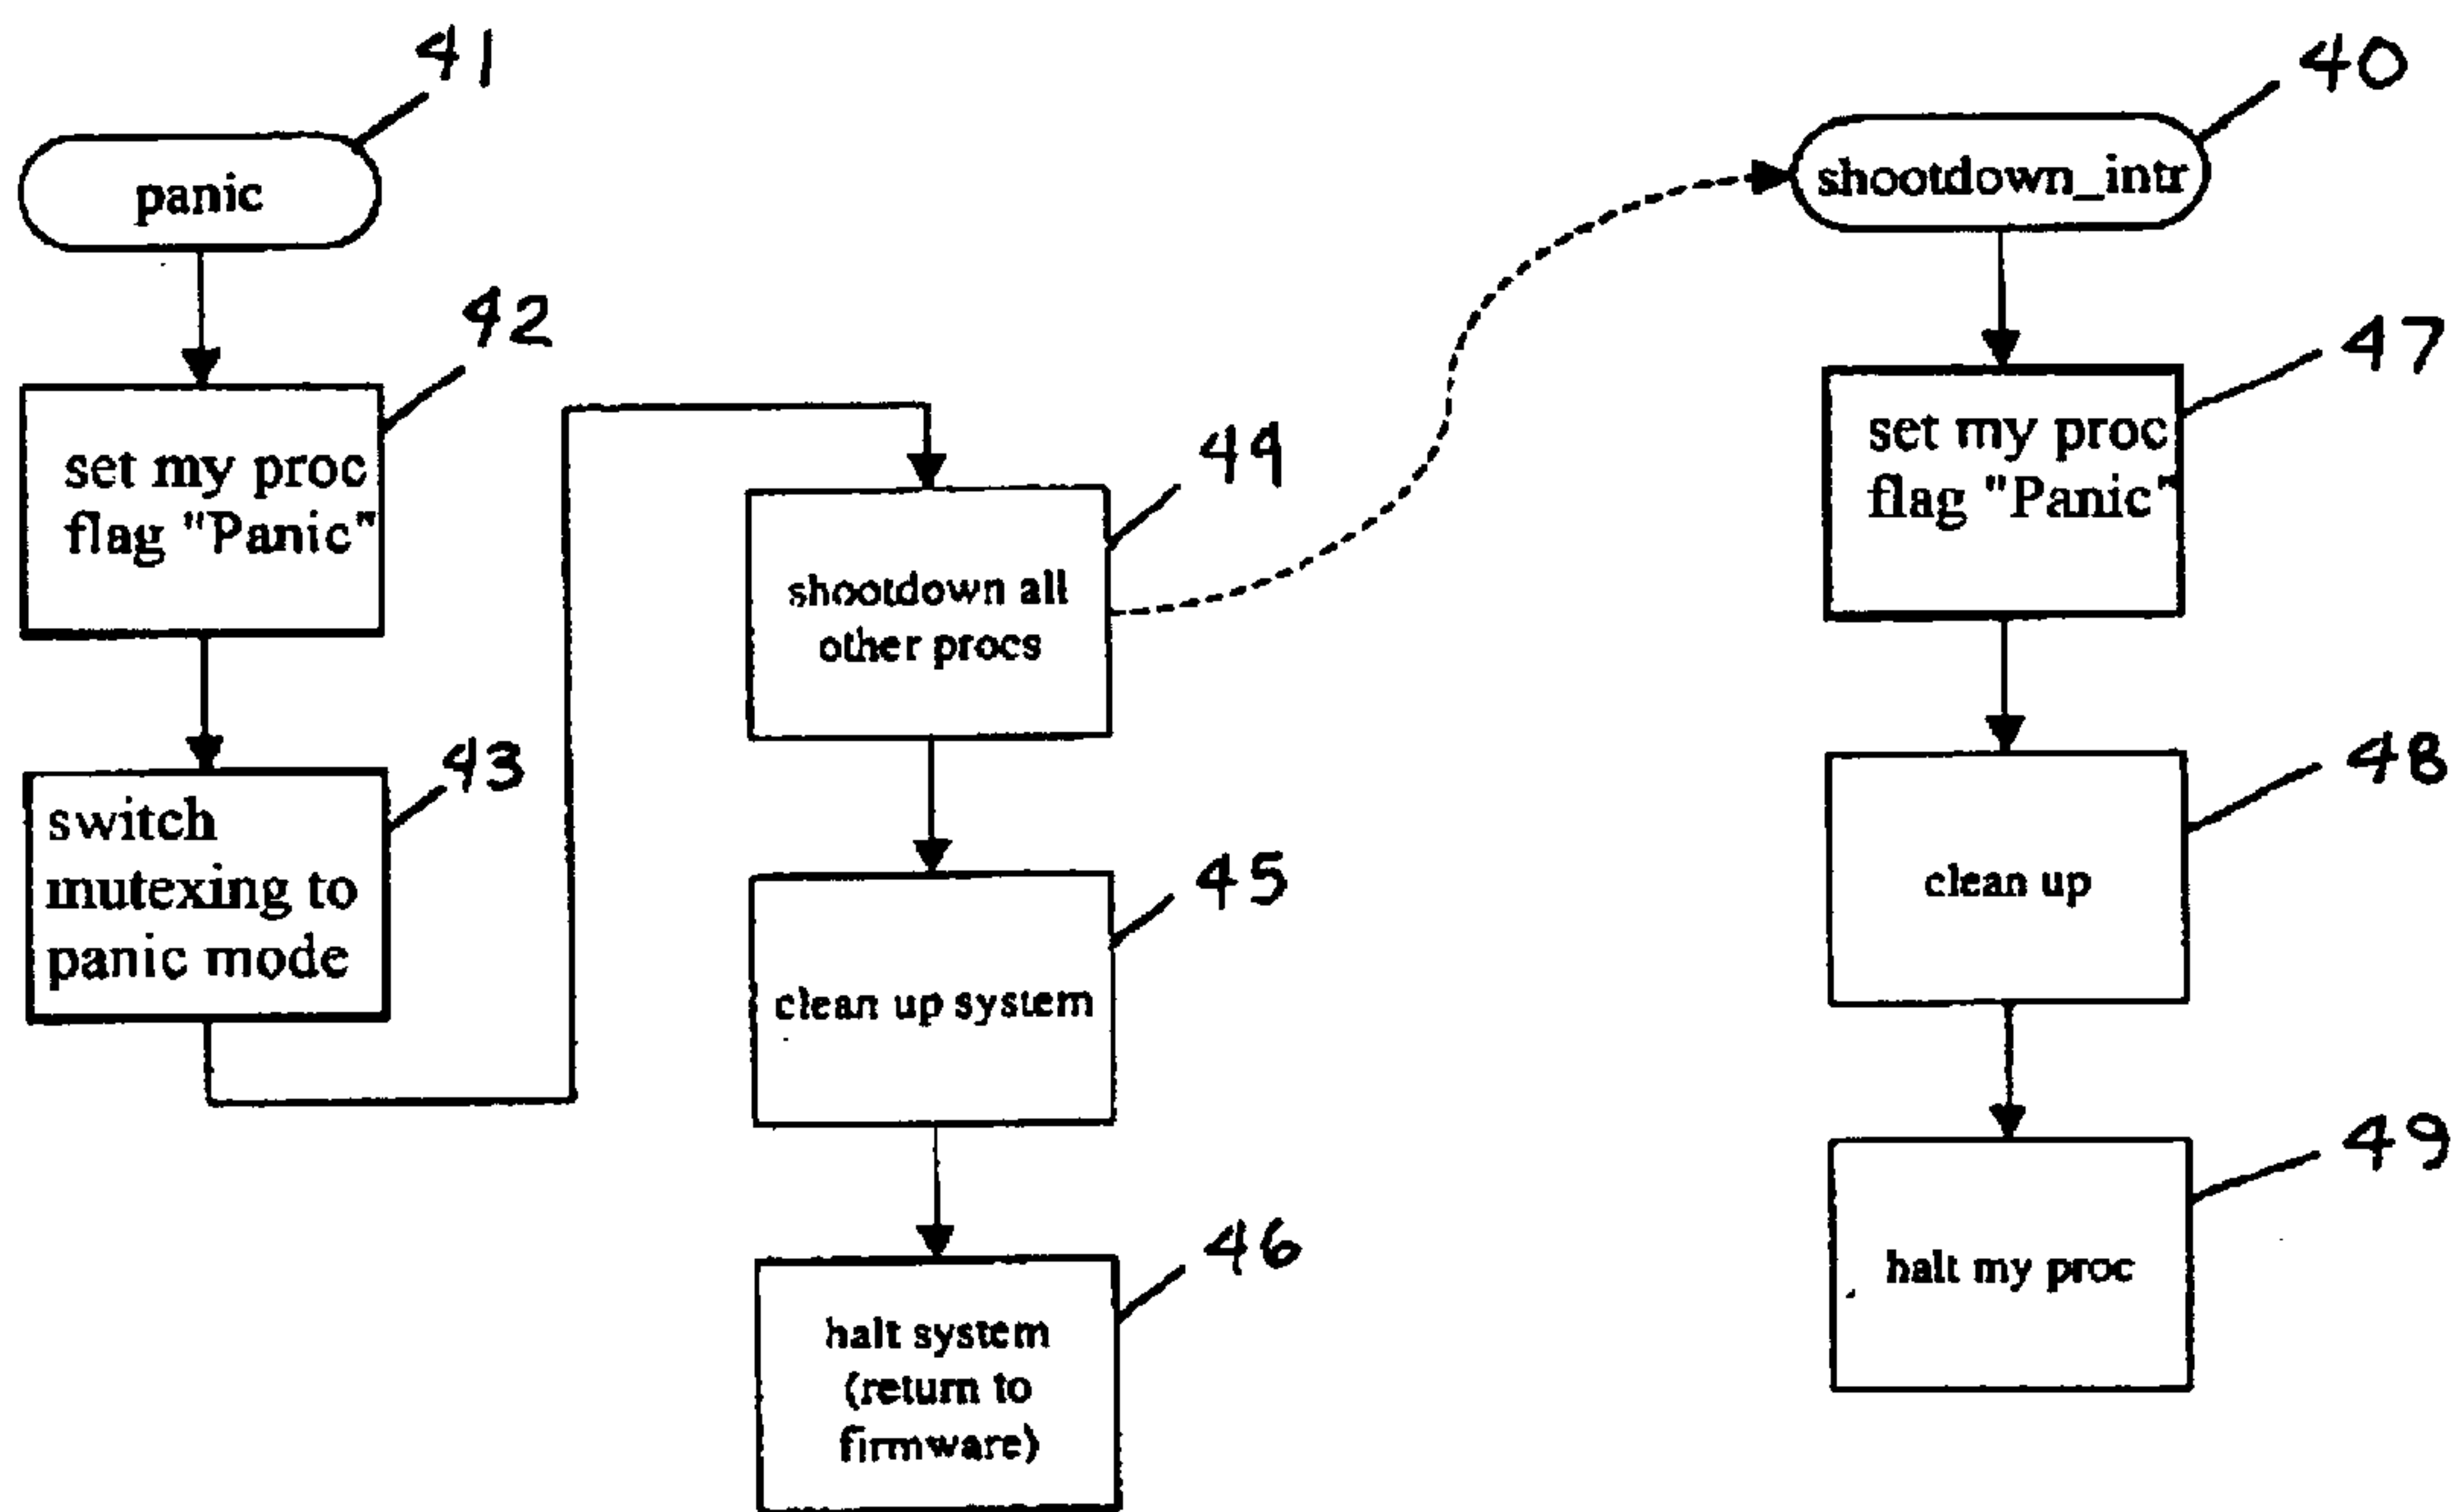 41
panic
42
set my proc
flag "Panic"
43
switch
mutexing to
panic mode
44
shootdown all
other procs
45
clean up system
46
halt system
(return to
firmware)
40
shootdown_intr
47
set my proc
flag "Panic"
48
clean up
49
halt my proc